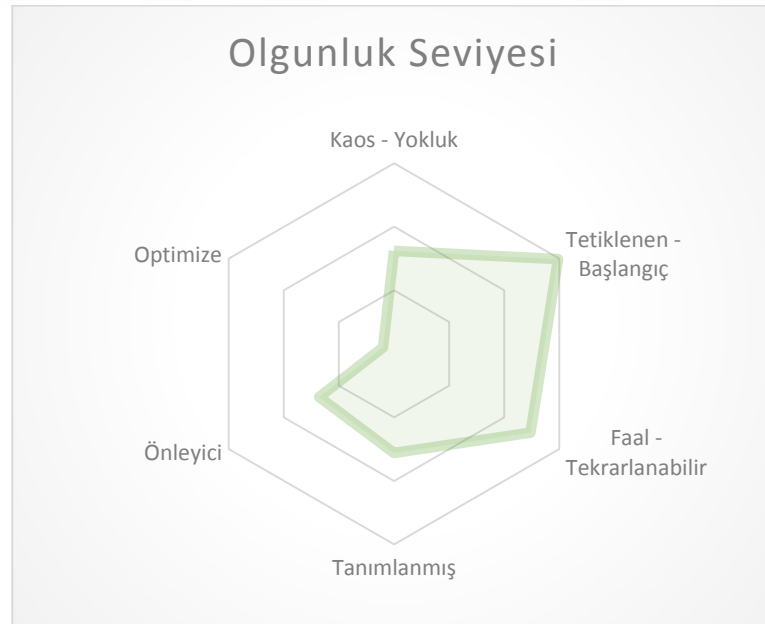 Olgunluk Seviyesi
Kaos - Yokluk
Tetiklenen -
Başlangıç
Faal -
Tekrarlanabilir
Tanımlanmış
Önleyici
Optimize